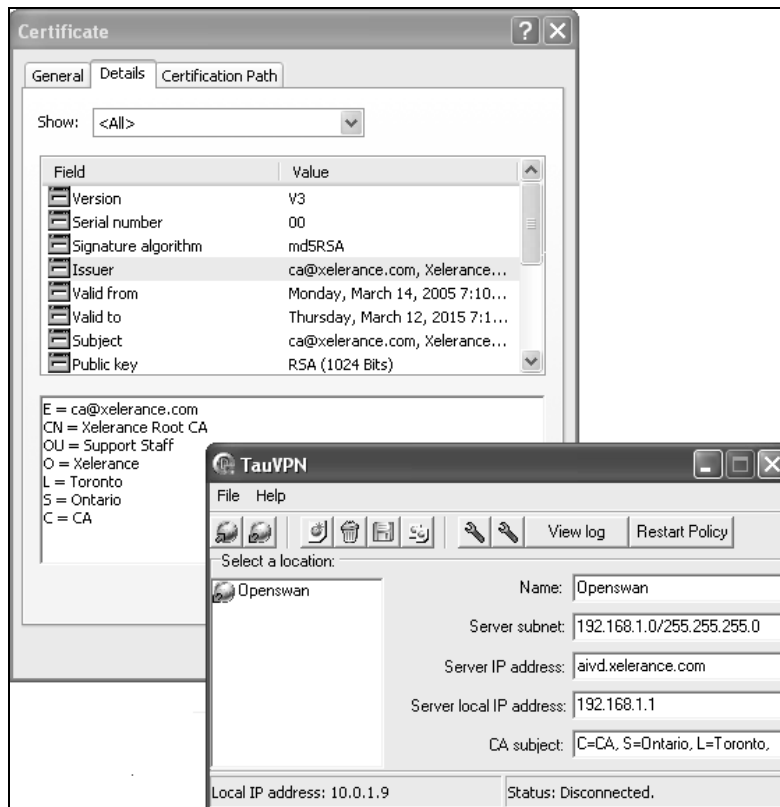 Certificate
General Details Certification Path
Show: <All>
Field Value
Version V3
Serial number 00
Signature algorithm md5RSA
Issuer ca@xelerance.com, Xelerance...
Valid from Monday, March 14, 2005 7:10...
Valid to Thursday, March 12, 2015 7:1...
Subject ca@xelerance.com, Xelerance...
Public key RSA (1024 Bits)
E = ca@xelerance.com
CN = Xelerance Root CA
OU = Support Staff
O = Xelerance
L = Toronto
S = Ontario
C = CA
TauVPN
File Help
View log Restart Policy
Select a location:
Openswan
Name: Openswan
Server subnet: 192.168.1.0/255.255.255.0
Server IP address: aivd.xelerance.com
Server local IP address: 192.168.1.1
CA subject: C=CA, S=Ontario, L=Toronto,
Local IP address: 10.0.1.9 Status: Disconnected.